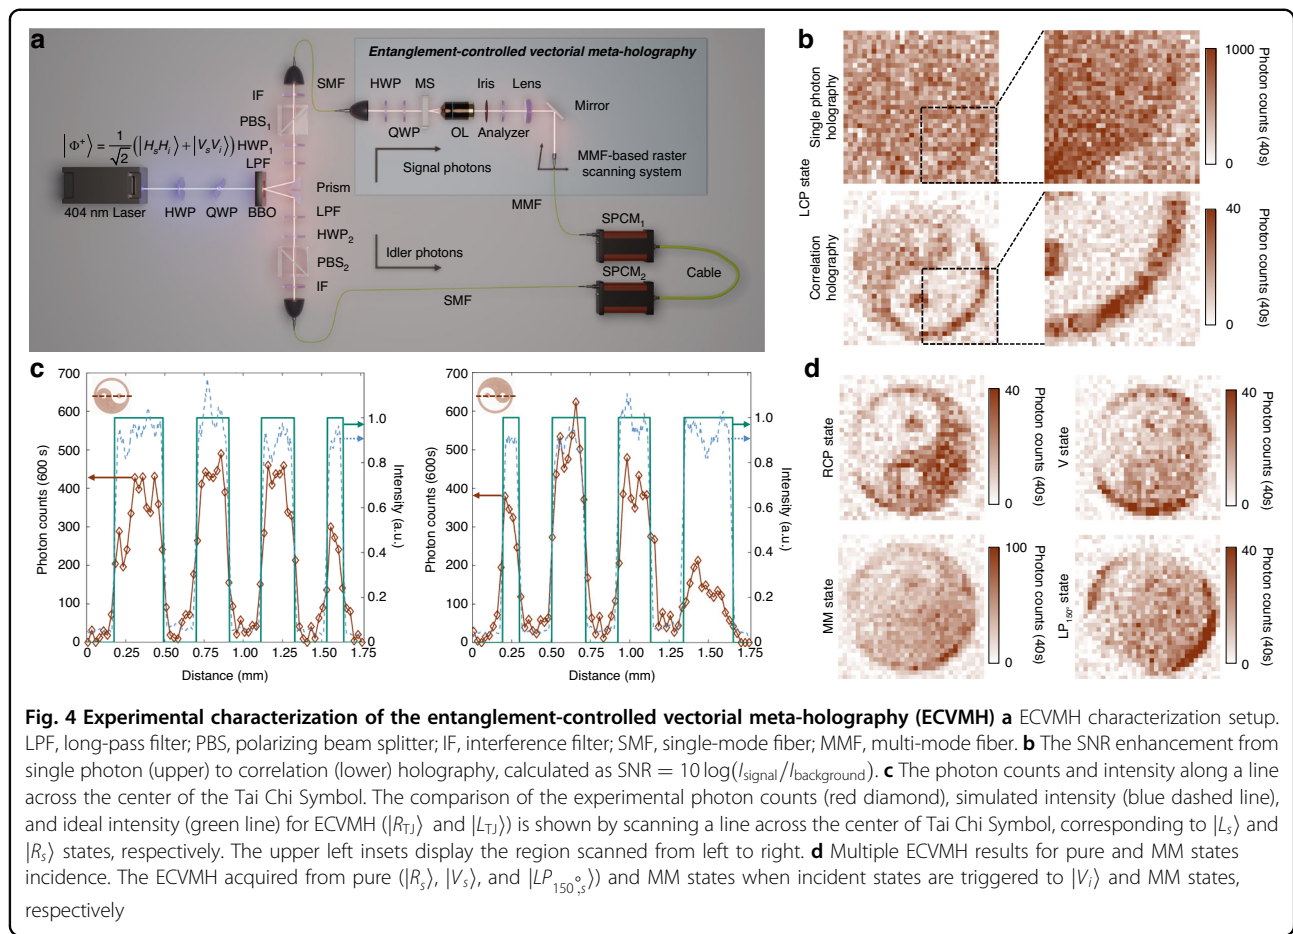 a
Entanglement-controlled vectorial meta-holography
SMF
HWP
MS
Iris
Lens
IF
PBS₁
Mirror
QWP
OL
Analyzer
|Φ⁺⟩ = 1/√2 (|HₛHᵢ⟩ + |VₛVᵢ⟩)
HWP₁
LPF
Signal photons
MMF-based raster
scanning system
Prism
404 nm Laser
HWP
QWP
BBO
MMF
LPF
SPCM₁
HWP₂
Idler photons
PBS₂
SPCM₂
Cable
IF
SMF
b
LCP state
Single photon
holography
1000
0
Photon counts (40s)
Correlation
holography
40
0
Photon counts (40s)
c
700
600
500
400
300
200
100
0
Photon counts (600 s)
1.0
0.8
0.6
0.4
0.2
0
Intensity (a.u.)
0
0.25
0.50
0.75
1.00
1.25
1.50
1.75
Distance (mm)
700
600
500
400
300
200
100
0
Photon counts (600s)
1.0
0.8
0.6
0.4
0.2
0
Intensity (a.u.)
0
0.25
0.50
0.75
1.00
1.25
1.50
1.75
Distance (mm)
d
RCP state
40
0
Photon counts (40s)
V state
40
0
Photon counts (40s)
MM state
100
0
Photon counts (40s)
LP₁₅₀° state
40
0
Photon counts (40s)
Fig. 4 Experimental characterization of the entanglement-controlled vectorial meta-holography (ECVMH) a ECVMH characterization setup.
LPF, long-pass filter; PBS, polarizing beam splitter; IF, interference filter; SMF, single-mode fiber; MMF, multi-mode fiber. b The SNR enhancement from
single photon (upper) to correlation (lower) holography, calculated as SNR = 10 log(I_signal/I_background). c The photon counts and intensity along a line
across the center of the Tai Chi Symbol. The comparison of the experimental photon counts (red diamond), simulated intensity (blue dashed line),
and ideal intensity (green line) for ECVMH (|R_TJ⟩ and |L_TJ⟩) is shown by scanning a line across the center of Tai Chi Symbol, corresponding to |Lₛ⟩ and
|Rₛ⟩ states, respectively. The upper left insets display the region scanned from left to right. d Multiple ECVMH results for pure and MM states
incidence. The ECVMH acquired from pure (|Rₛ⟩, |Vₛ⟩, and |LP₁₅₀°,ₛ⟩) and MM states when incident states are triggered to |Vᵢ⟩ and MM states,
respectively